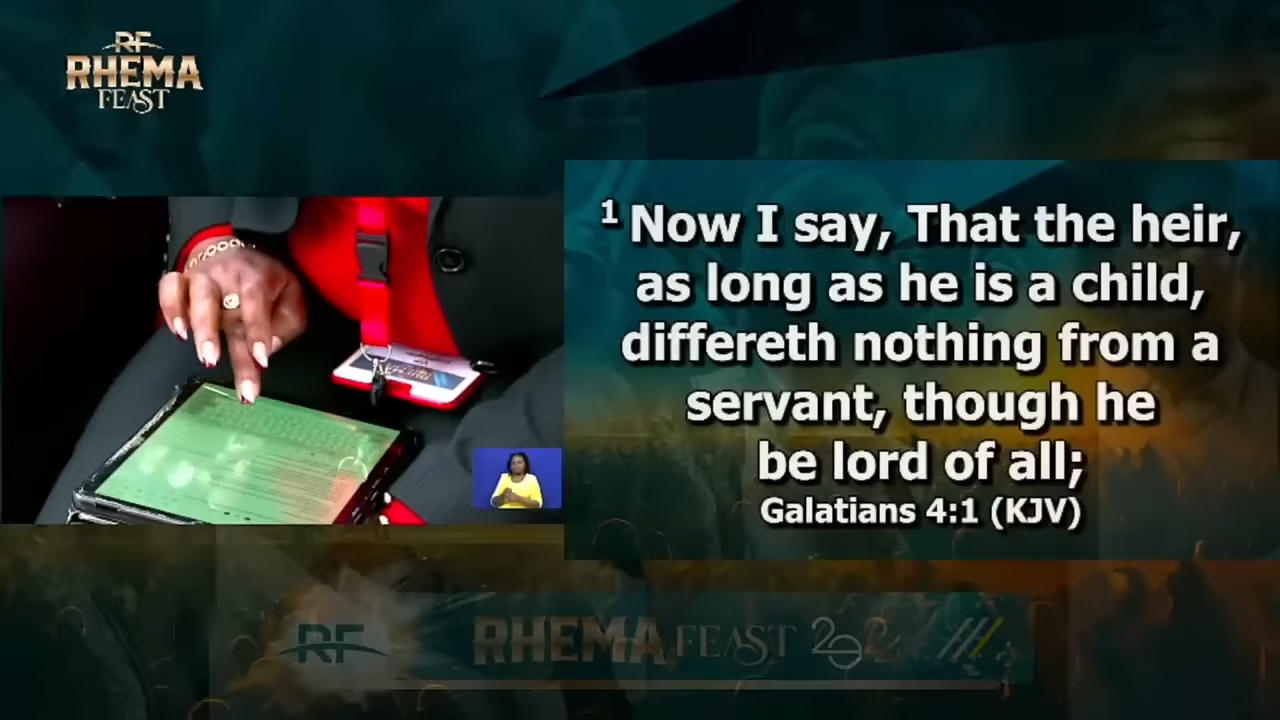 RF
RHEMA
FEAST
1 Now I say, That the heir,
as long as he is a child,
differeth nothing from a
servant, though he
be lord of all;
Galatians 4:1 (KJV)
RF RHEMA FEAST